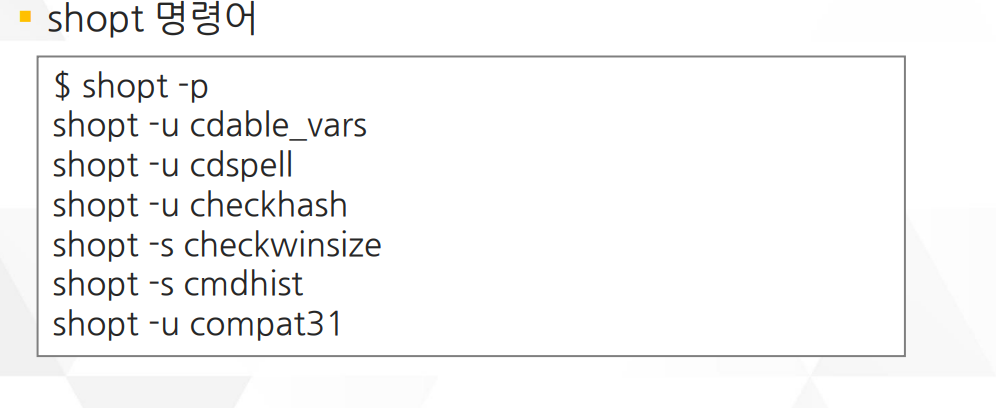 shopt 명령어
$ shopt -p
shopt -u cdable_vars
shopt -u cdspell
shopt -u checkhash
shopt -s checkwinsize
shopt -s cmdhist
shopt -u compat31